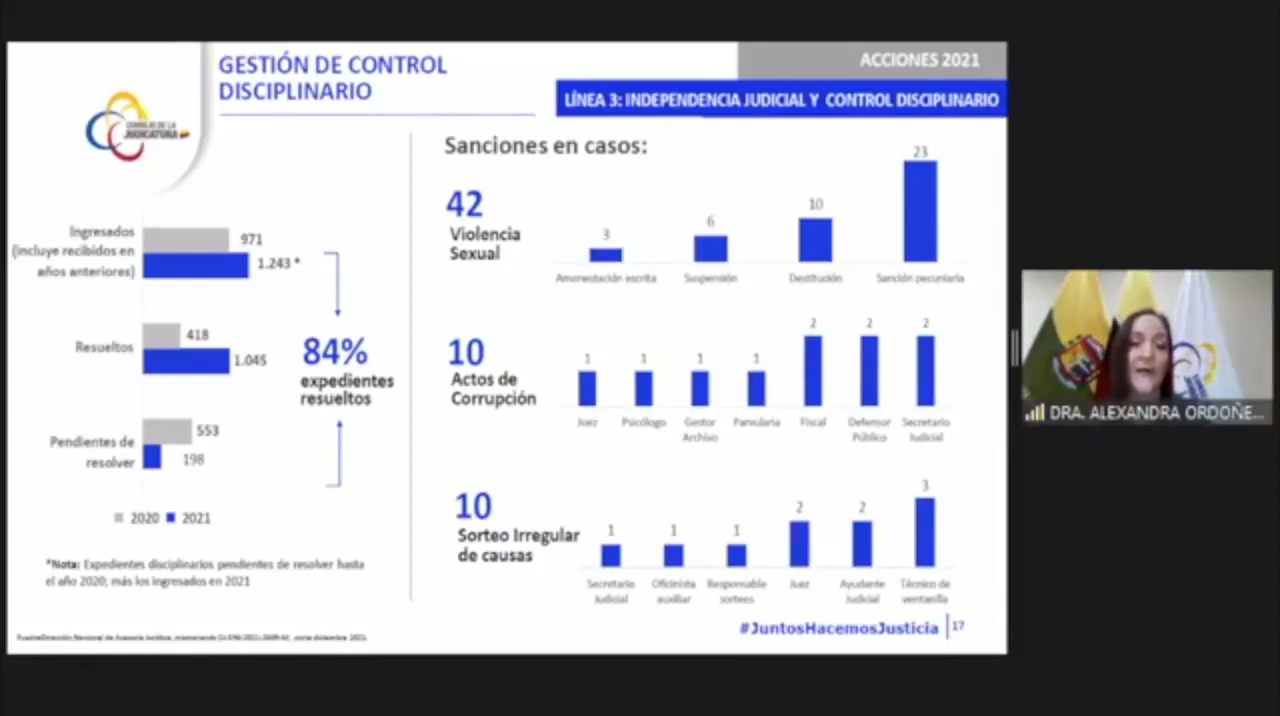 GESTIÓN DE CONTROL
DISCIPLINARIO
ACCIONES 2021
LÍNEA 3: INDEPENDENCIA JUDICIAL Y CONTROL DISCIPLINARIO
CONSEJO DE LA
JUDICATURA
Ingresados
(incluye recibidos en
años anteriores)
971
1.243 *
Resueltos
418
1.045
Pendientes de
resolver
553
198
84%
expedientes
resueltos
2020 2021
*Nota: Expedientes disciplinarios pendientes de resolver hasta
el año 2020; más los ingresados en 2021
Sanciones en casos:
42
Violencia
Sexual
3 6 10 23
Amonestación escrita Suspensión Destitución Sanción pecuniaria
10
Actos de
Corrupción
1 1 1 1 2 2 2
Juez Psicólogo Gestor Parvularia Fiscal Defensor Secretario
Archivo Público Judicial
10
Sorteo Irregular
de causas
1 1 1 2 2 3
Secretario Oficinista Responsable Juez Ayudante Técnico de
Judicial auxiliar sorteos Judicial ventanilla
#JuntosHacemosJusticia 17
DRA. ALEXANDRA ORDOÑE...